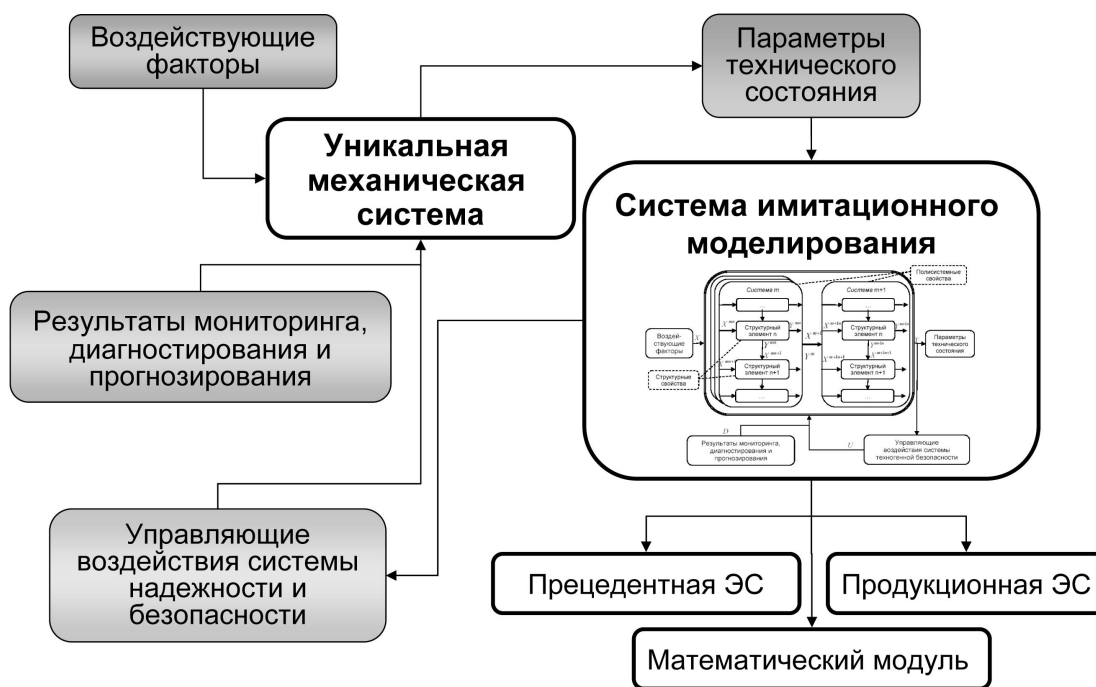 Воздействующие
факторы
Параметры
технического
состояния
Уникальная
механическая
система
Система имитационного
моделирования
Полисистемные
свойства
Система m
Система m+1
...
...
Структурный
элемент n
Структурный
элемент n
Воздей-
ствующие
факторы
X
Параметры
технического
состояния
Структурный
элемент n+1
Структурный
элемент n+1
Структурные
свойства
...
...
D
U
Результаты мониторинга,
диагностирования и
прогнозирования
Управляющие
воздействия системы
техногенной безопасности
Результаты мониторинга,
диагностирования и
прогнозирования
Управляющие
воздействия системы
надежности и
безопасности
Прецедентная ЭС
Продукционная ЭС
Математический модуль